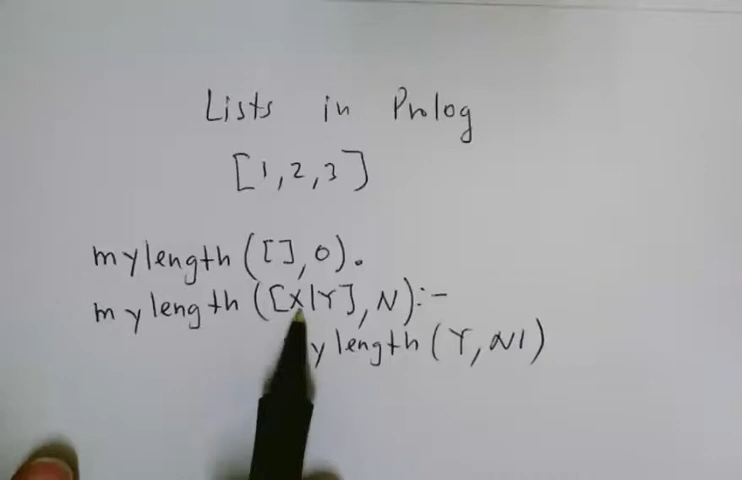 Lists in Prolog
[1,2,3]
mylength([],0).
mylength([X|Y],N):-
ylength(Y,N1)